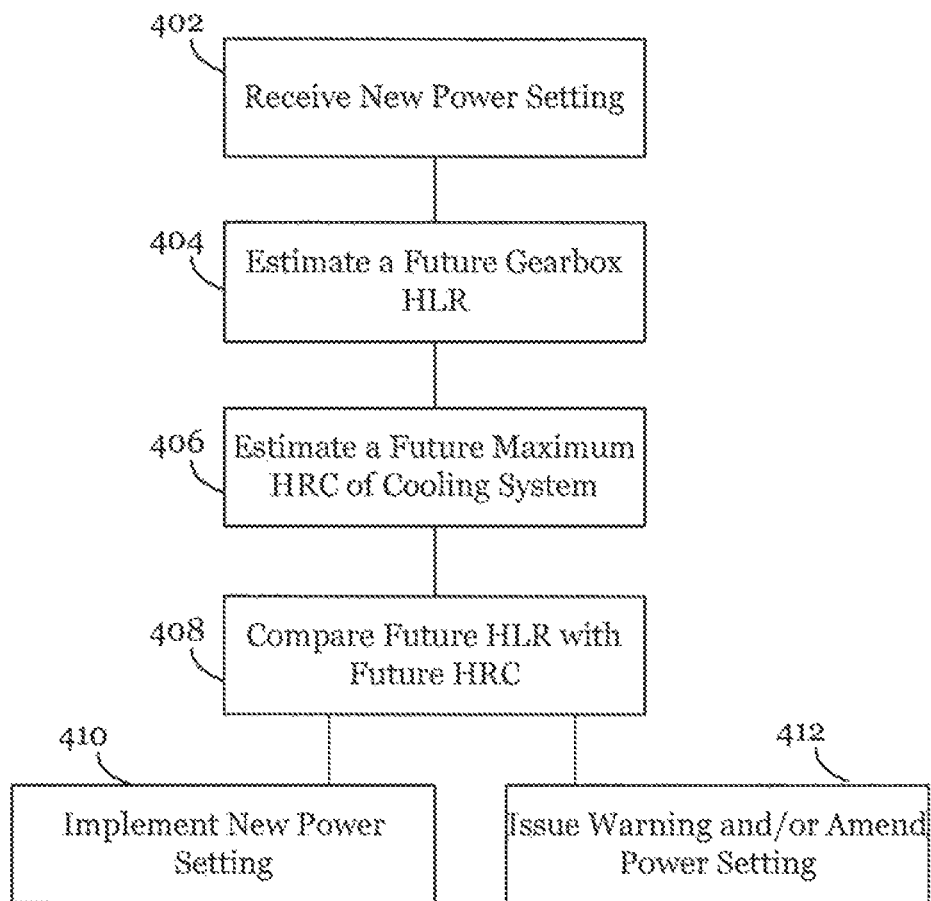 402
Receive New Power Setting
404
Estimate a Future Gearbox
HLR
406
Estimate a Future Maximum
HRC of Cooling System
408
Compare Future HLR with
Future HRC
410
Implement New Power
Setting
412
Issue Warning and/or Amend
Power Setting